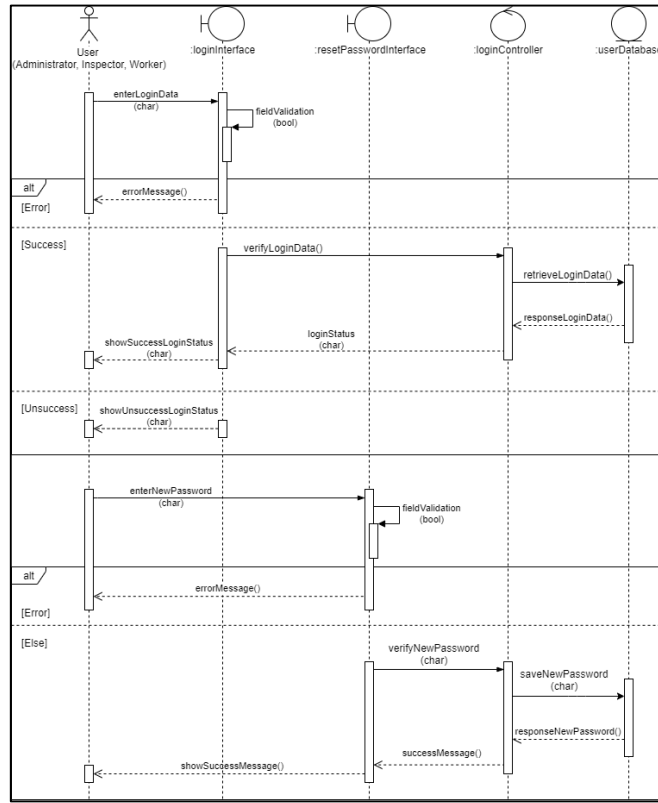 User
(Administrator, Inspector, Worker)
:loginInterface
:resetPasswordInterface
:loginController
:userDatabase
enterLoginData
(char)
fieldValidation
(bool)
alt
errorMessage()
[Error]
[Success]
verifyLoginData()
retrieveLoginData()
responseLoginData()
loginStatus
(char)
showSuccessLoginStatus
(char)
[Unsuccess]
showUnsuccessLoginStatus
(char)
enterNewPassword
(char)
fieldValidation
(bool)
alt
errorMessage()
[Error]
[Else]
verifyNewPassword
(char)
saveNewPassword
(char)
responseNewPassword()
successMessage()
showSuccessMessage()